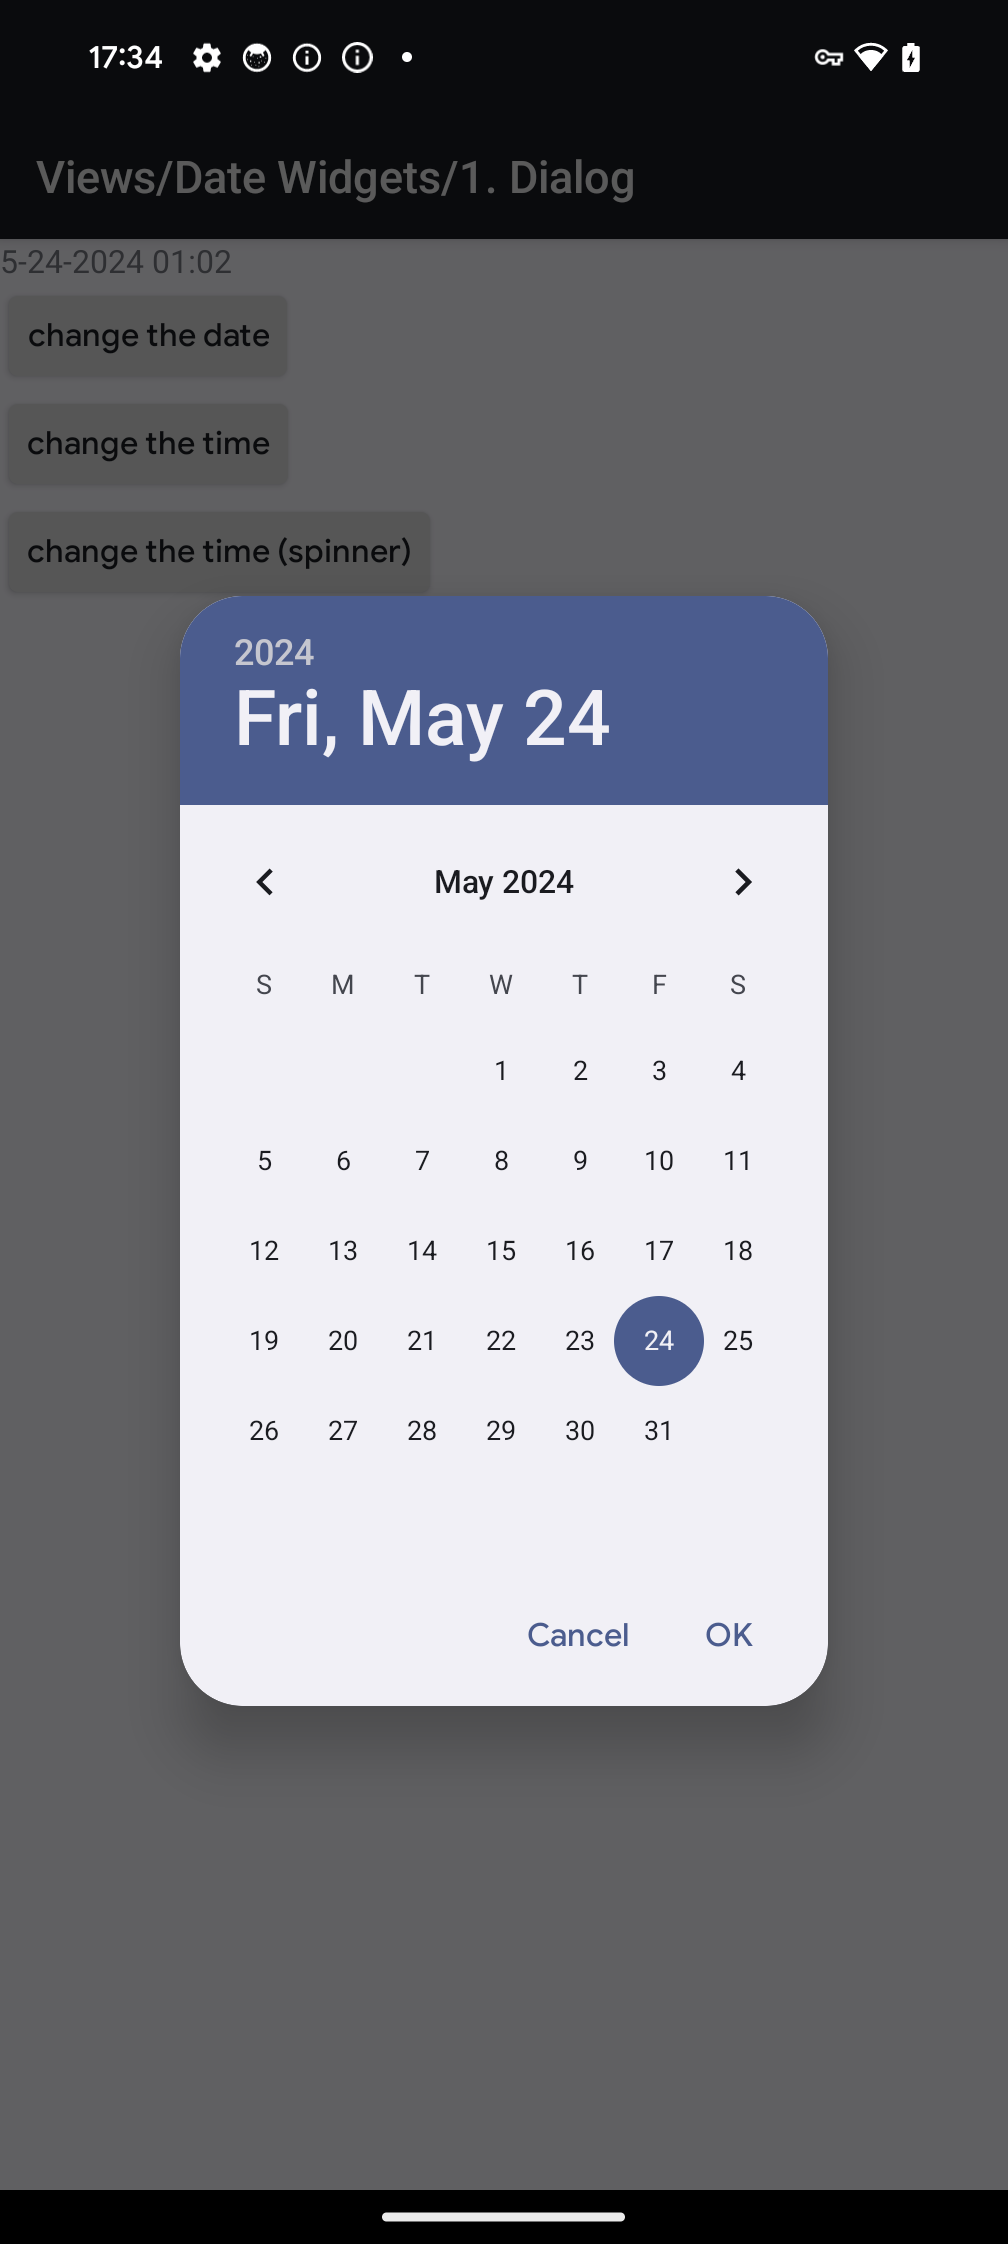 17:34
Views/Date Widgets/1. Dialog
5-24-2024 01:02
change the date
change the time
change the time (spinner)
2024
Fri, May 24
May 2024
S M T W T F S
1 2 3 4
5 6 7 8 9 10 11
12 13 14 15 16 17 18
19 20 21 22 23 24 25
26 27 28 29 30 31
Cancel OK